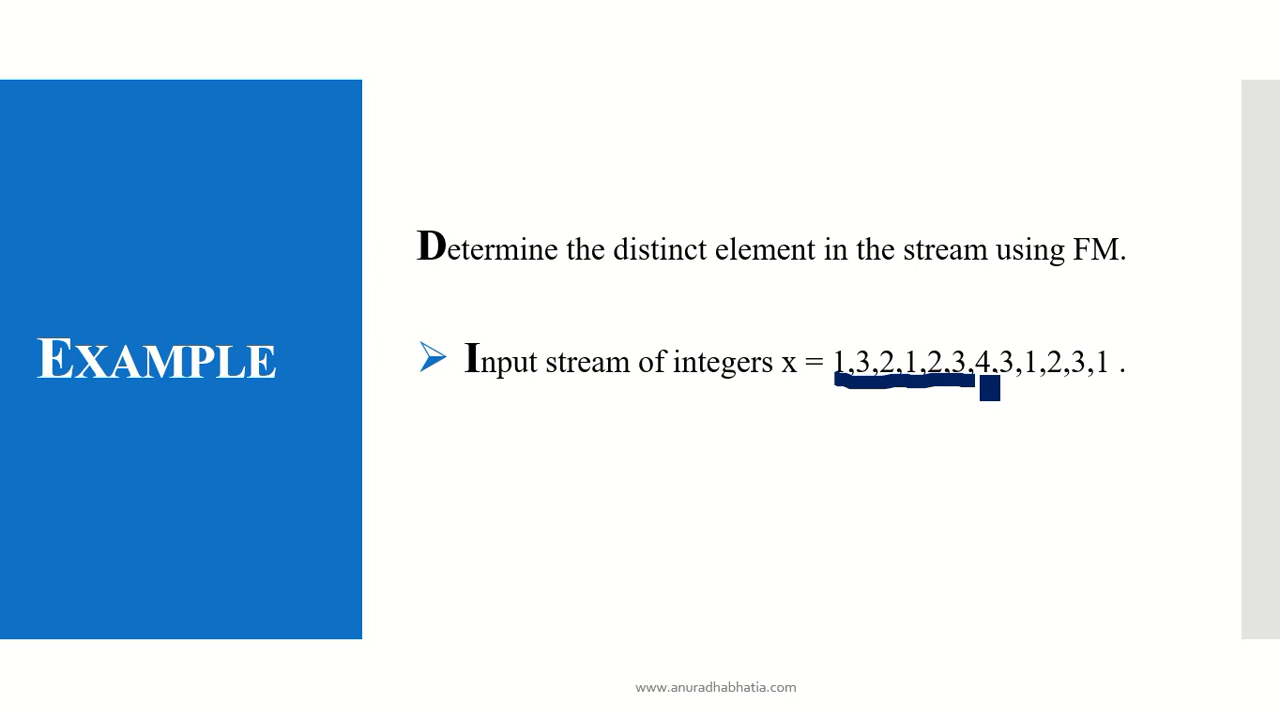 EXAMPLE
Determine the distinct element in the stream using FM.
Input stream of integers x = 1,3,2,1,2,3,4,3,1,2,3,1 .
www.anuradhabhatia.com